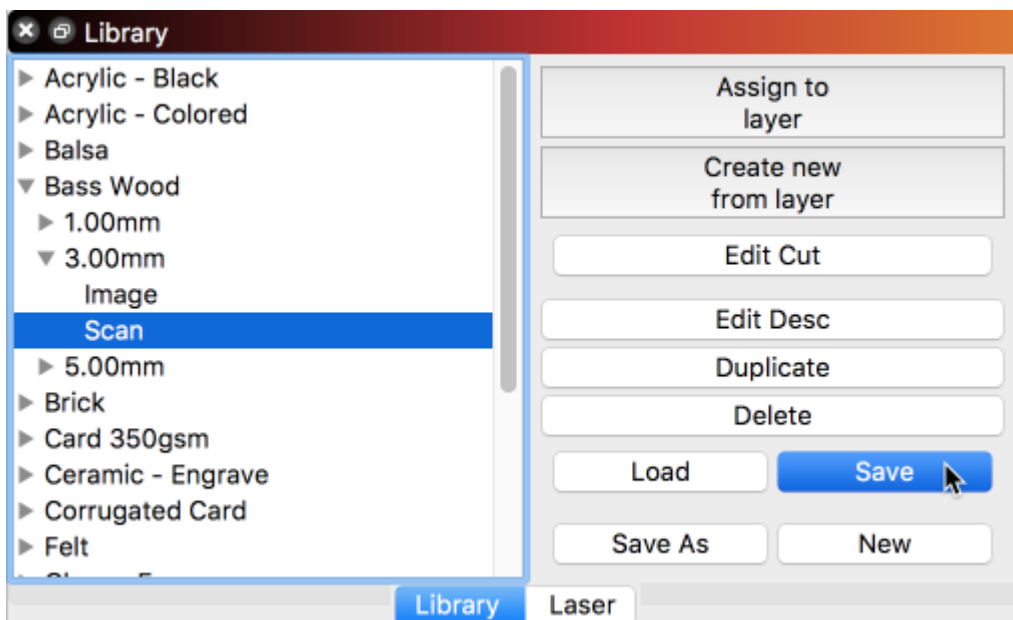 Library
Acrylic - Black
Acrylic - Colored
Balsa
Bass Wood
1.00mm
3.00mm
Image
Scan
5.00mm
Brick
Card 350gsm
Ceramic - Engrave
Corrugated Card
Felt
Assign to
layer
Create new
from layer
Edit Cut
Edit Desc
Duplicate
Delete
Load
Save
Save As
New
Library
Laser